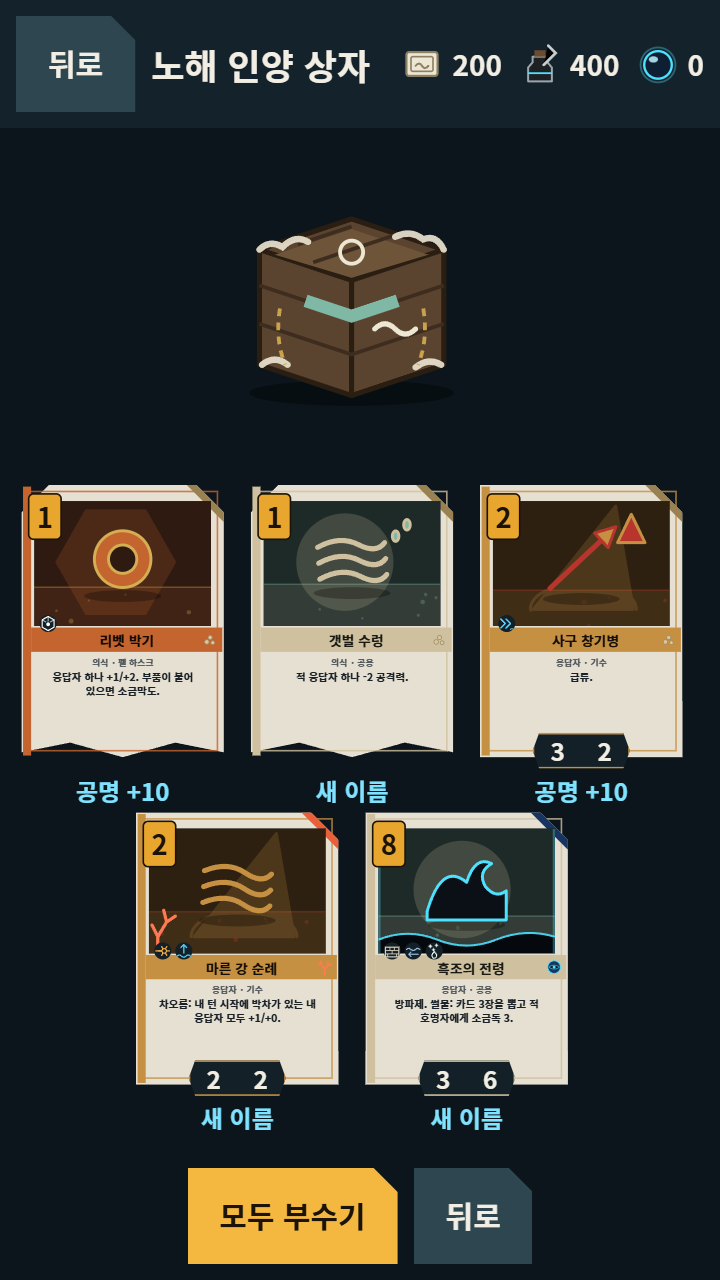 뒤로
노해 인양 상자
200
400
0
1
리벳 박기
의식 · 펠 하스크
응답자 하나 +1/+2. 부품이 붙어
있으면 소금막도.
공명 +10
1
갯벌 수렁
의식 · 공용
적 응답자 하나 -2 공격력.
새 이름
2
사구 창기병
응답자 · 기수
급류.
3 2
공명 +10
2
마른 강 순례
응답자 · 기수
차오름: 내 턴 시작에 박차가 있는 내
응답자 모두 +1/+0.
2 2
새 이름
8
흑조의 전령
응답자 · 공용
방파제. 썰물: 카드 3장을 뽑고 적
호명자에게 소금독 3.
3 6
새 이름
모두 부수기
뒤로